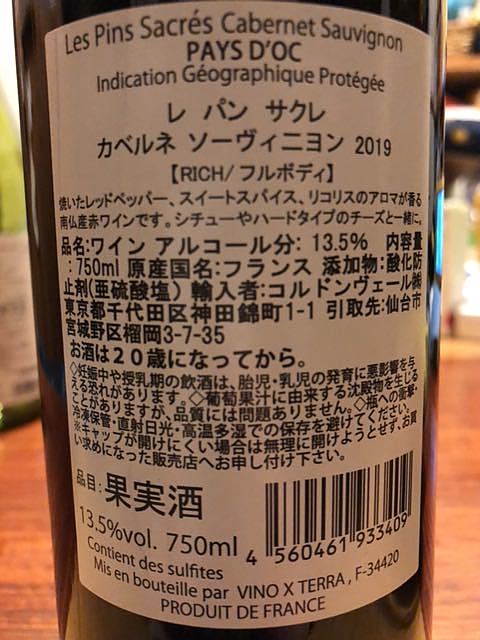 Les Pins Sacrés Cabernet Sauvignon
PAYS D'OC
Indication Géographique Protégée
レ パン サクレ
カベルネ ソーヴィニヨン 2019
【RICH/フルボディ】
焼いたレッドペッパー、スイートスパイス、リコリスのアロマが香る
南仏産赤ワインです。シチューやハードタイプのチーズと一緒に。
品名:ワイン アルコール分: 13.5% 内容量
: 750ml 原産国名:フランス 添加物:酸化防
止剤(亜硫酸塩) 輸入者:コルドンヴェール㈱
東京都千代田区神田錦町1-1 引取先:仙台市
宮城野区榴岡3-7-35
お酒は20歳になってから。
◇妊娠中や授乳期の飲酒は、胎児・乳児の発育に悪影響を与
える恐れがあります。◇葡萄果汁に由来する沈殿物を生じる
ことがありますが、品質には問題ありません。◇瓶への衝撃・
冷凍保管・直射日光・高温多湿での保存を避けてください。
※キャップが開けにくい場合は無理に開けようとせず、お買
い求めになった販売店へお申し付け下さい。
品目:果実酒
13.5%vol. 750ml
4 560461 933409
Contient des sulfites
Mis en bouteille par VINO X TERRA , F-34420
PRODUIT DE FRANCE